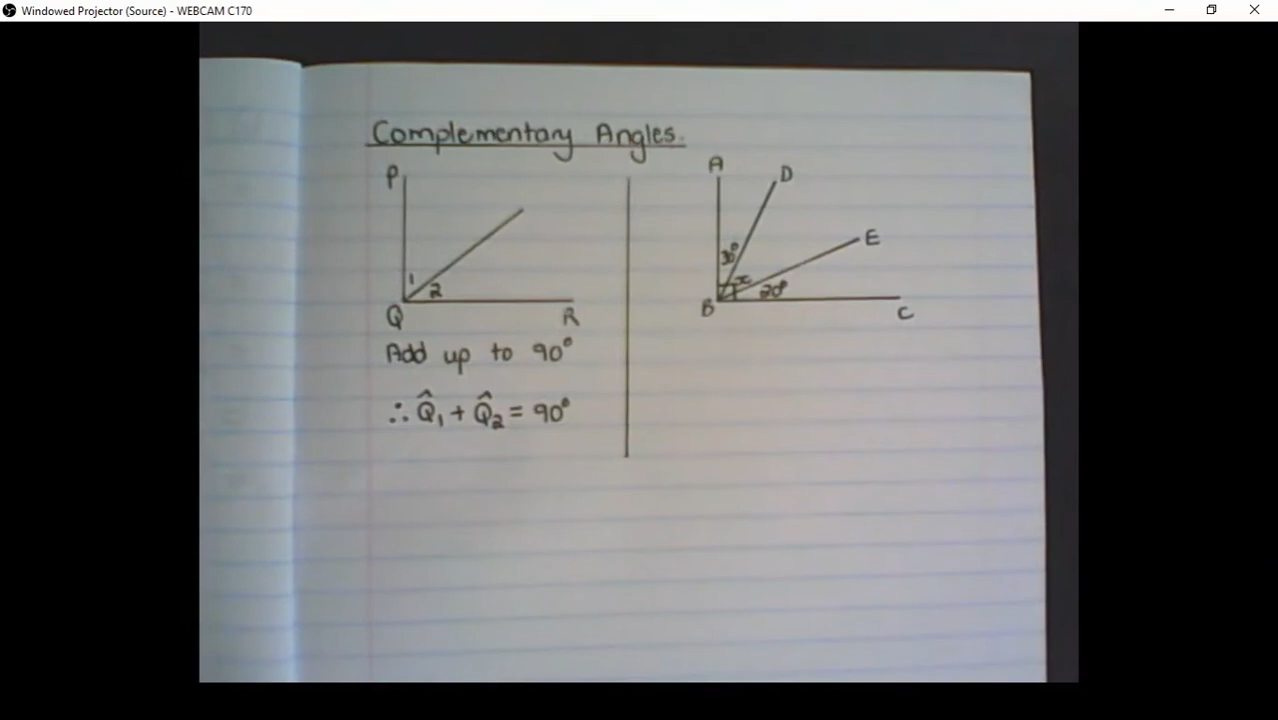 Windowed Projector (Source) - WEBCAM C170
Complementary Angles.
P
1
2
Q
R
Add up to 90°
∴ Q̂₁ + Q̂₂ = 90°
A
D
E
30°
x
20°
B
C